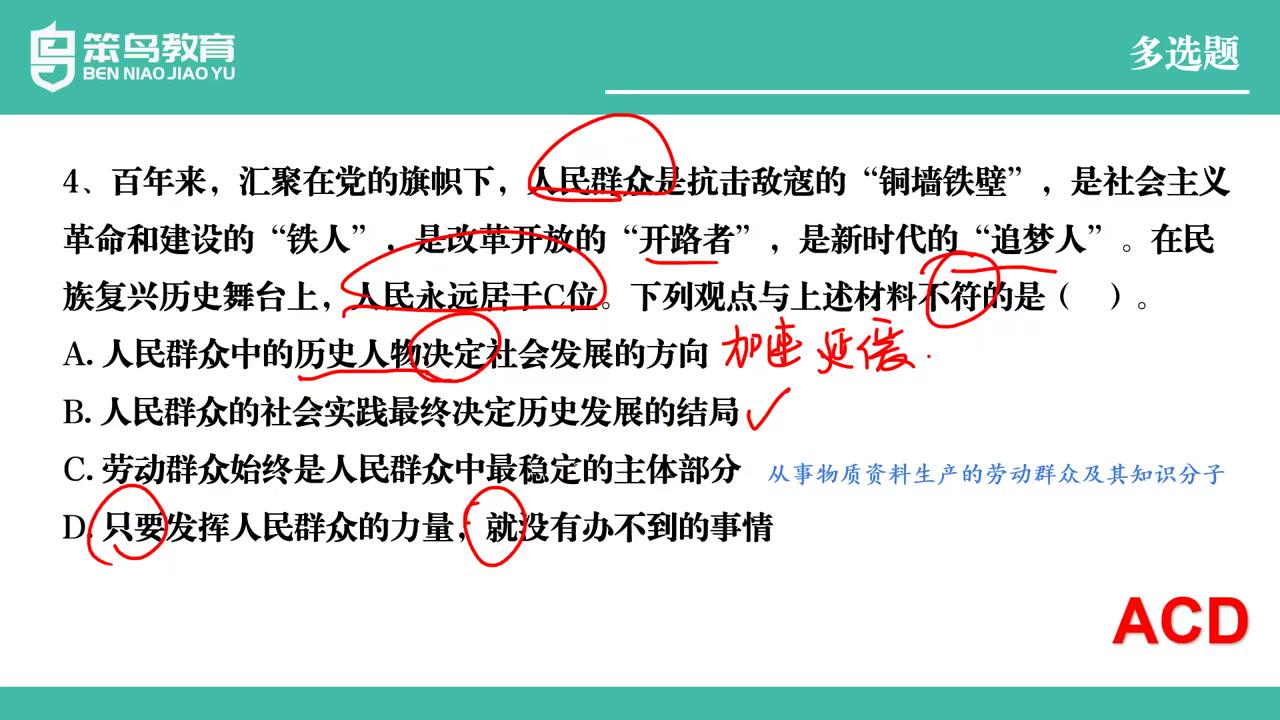 笨鸟教育
BEN NIAO JIAO YU
多选题
4、百年来，汇聚在党的旗帜下，人民群众是抗击敌寇的“铜墙铁壁”，是社会主义
革命和建设的“铁人”，是改革开放的“开路者”，是新时代的“追梦人”。在民
族复兴历史舞台上，人民永远居于C位。下列观点与上述材料不符的是（　）。
A. 人民群众中的历史人物决定社会发展的方向 加速 延缓.
B. 人民群众的社会实践最终决定历史发展的结局
C. 劳动群众始终是人民群众中最稳定的主体部分 从事物质资料生产的劳动群众及其知识分子
D. 只要发挥人民群众的力量，就没有办不到的事情
ACD